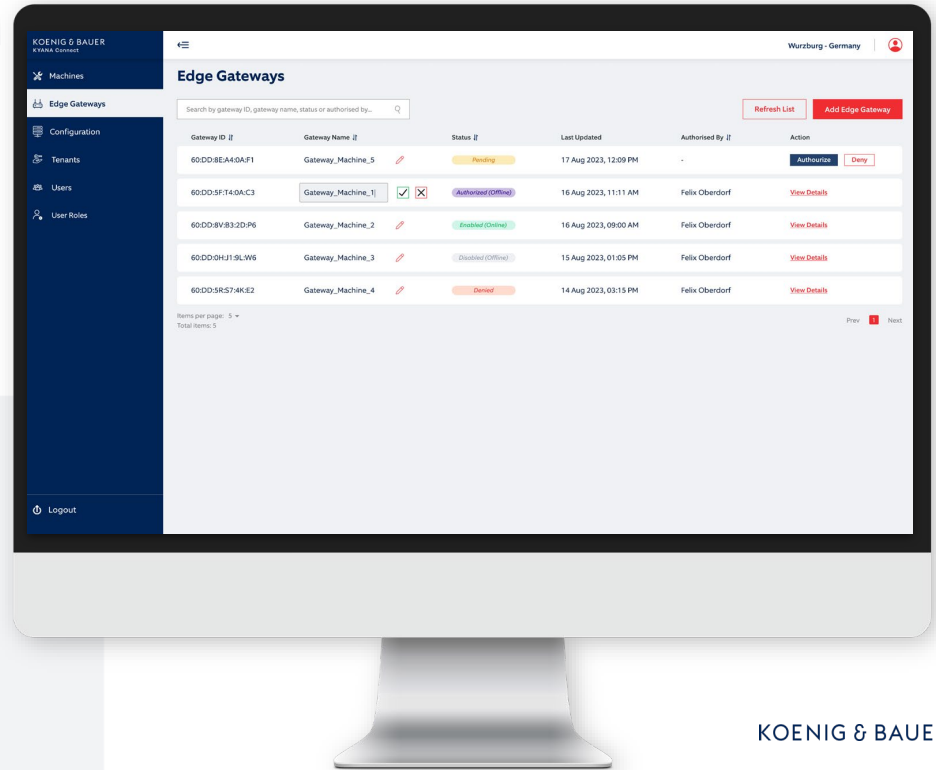 KOENIG & BAUER
KYANA Connect
Wurzburg - Germany
Machines
Edge Gateways
Configuration
Tenants
Users
User Roles
Logout
Edge Gateways
Search by gateway ID, gateway name, status or authorised by...
Refresh List Add Edge Gateway
Gateway ID Gateway Name Status Last Updated Authorised By Action
60:DD:8E:A4:0A:F1 Gateway_Machine_5 Pending 17 Aug 2023, 12:09 PM - Authourize Deny
60:DD:5F:T4:0A:C3 Gateway_Machine_1 Authorized (Offline) 16 Aug 2023, 11:11 AM Felix Oberdorf View Details
60:DD:8V:B3:2D:P6 Gateway_Machine_2 Enabled (Online) 16 Aug 2023, 09:00 AM Felix Oberdorf View Details
60:DD:0H:J1:9L:W6 Gateway_Machine_3 Disabled (Offline) 15 Aug 2023, 01:05 PM Felix Oberdorf View Details
60:DD:5R:S7:4K:E2 Gateway_Machine_4 Denied 14 Aug 2023, 03:15 PM Felix Oberdorf View Details
Items per page: 5
Total items: 5
Prev 1 Next
KOENIG & BAUE